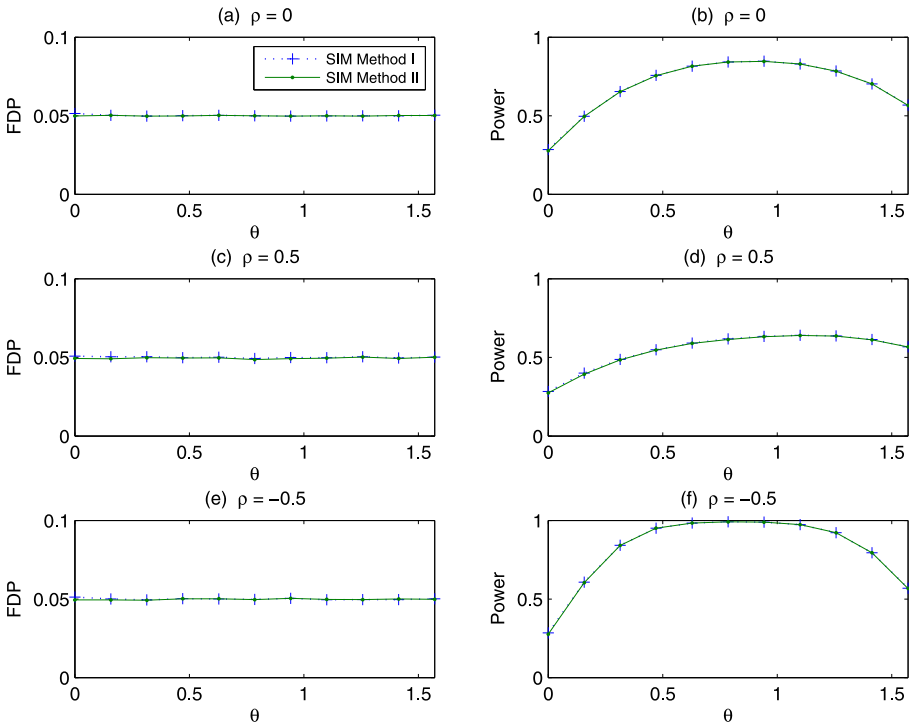 (a) ρ = 0
FDP
0.1
0.05
0
SIM Method I
SIM Method II
0 0.5 1 1.5
θ
(b) ρ = 0
Power
1
0.5
0
0 0.5 1 1.5
θ
(c) ρ = 0.5
FDP
0.1
0.05
0
0 0.5 1 1.5
θ
(d) ρ = 0.5
Power
1
0.5
0
0 0.5 1 1.5
θ
(e) ρ = −0.5
FDP
0.1
0.05
0
0 0.5 1 1.5
θ
(f) ρ = −0.5
Power
1
0.5
0
0 0.5 1 1.5
θ